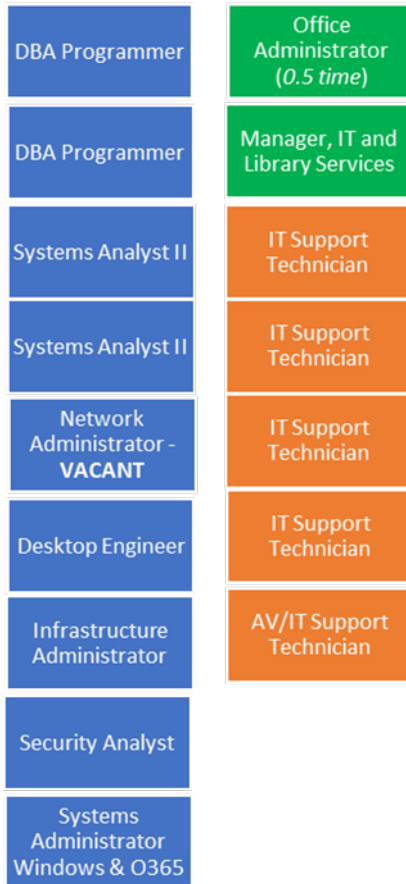 DBA Programmer
DBA Programmer
Systems Analyst II
Systems Analyst II
Network
Administrator -
VACANT
Desktop Engineer
Infrastructure
Administrator
Security Analyst
Systems
Administrator
Windows & O365
Office
Administrator
(0.5 time)
Manager, IT and
Library Services
IT Support
Technician
IT Support
Technician
IT Support
Technician
IT Support
Technician
AV/IT Support
Technician